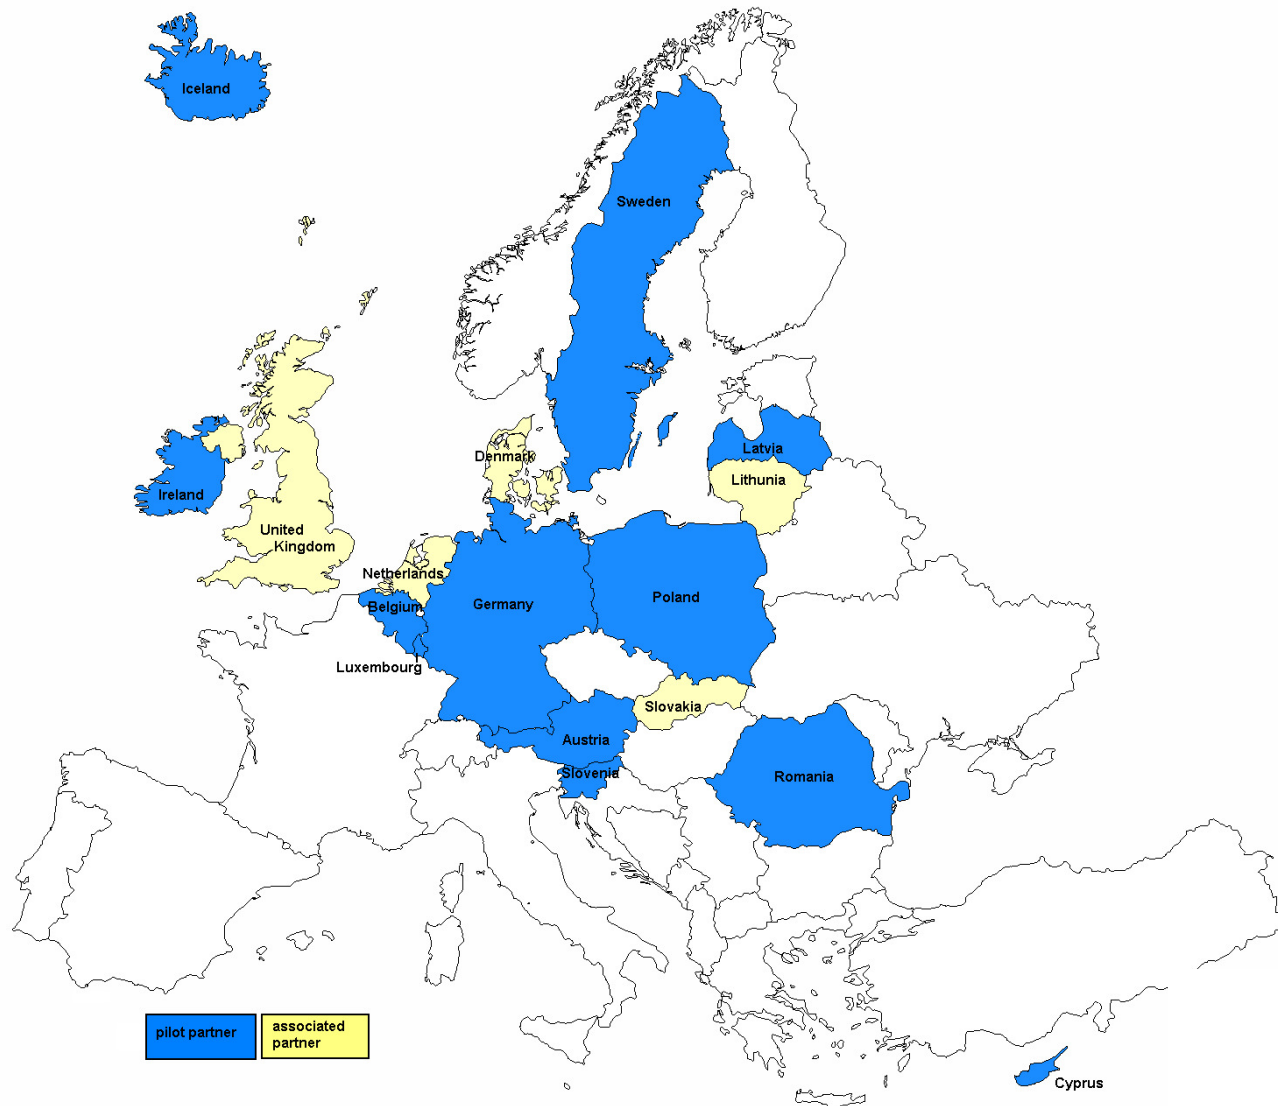 Iceland
Sweden
Latvia
Denmark
Lithunia
Ireland
United
Kingdom
Netherlands
Belgium
Germany
Poland
Luxembourg
Slovakia
Austria
Slovenia
Romania
pilot partner
associated
partner
Cyprus